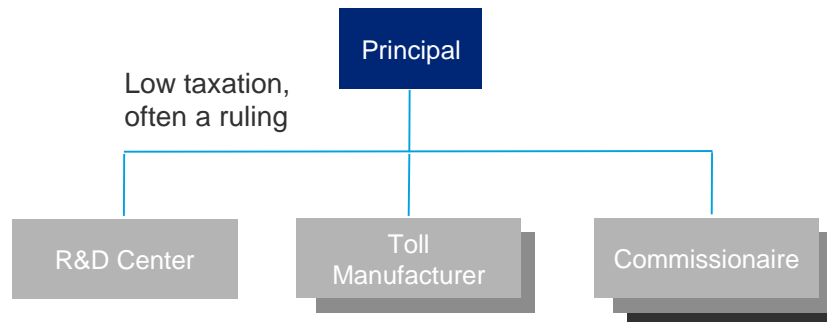 Principal
Low taxation,
often a ruling
R&D Center
Toll
Manufacturer
Commissionaire